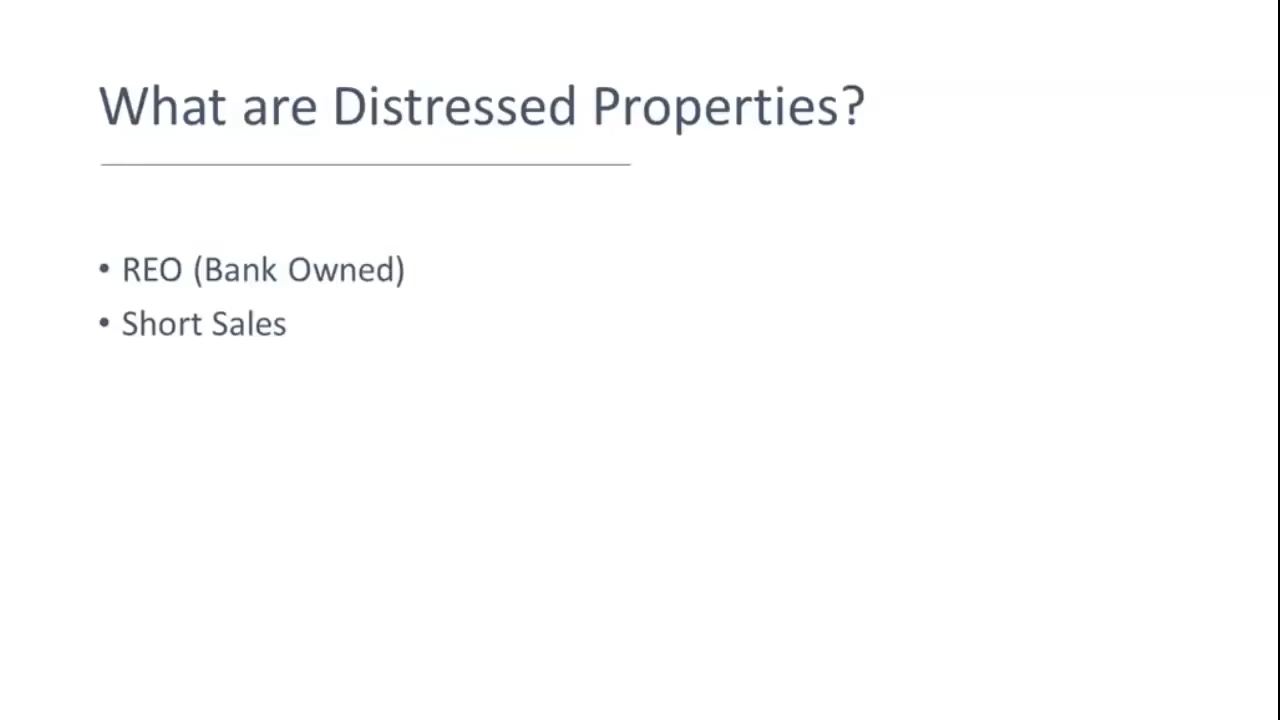 What are Distressed Properties?
• REO (Bank Owned)
• Short Sales